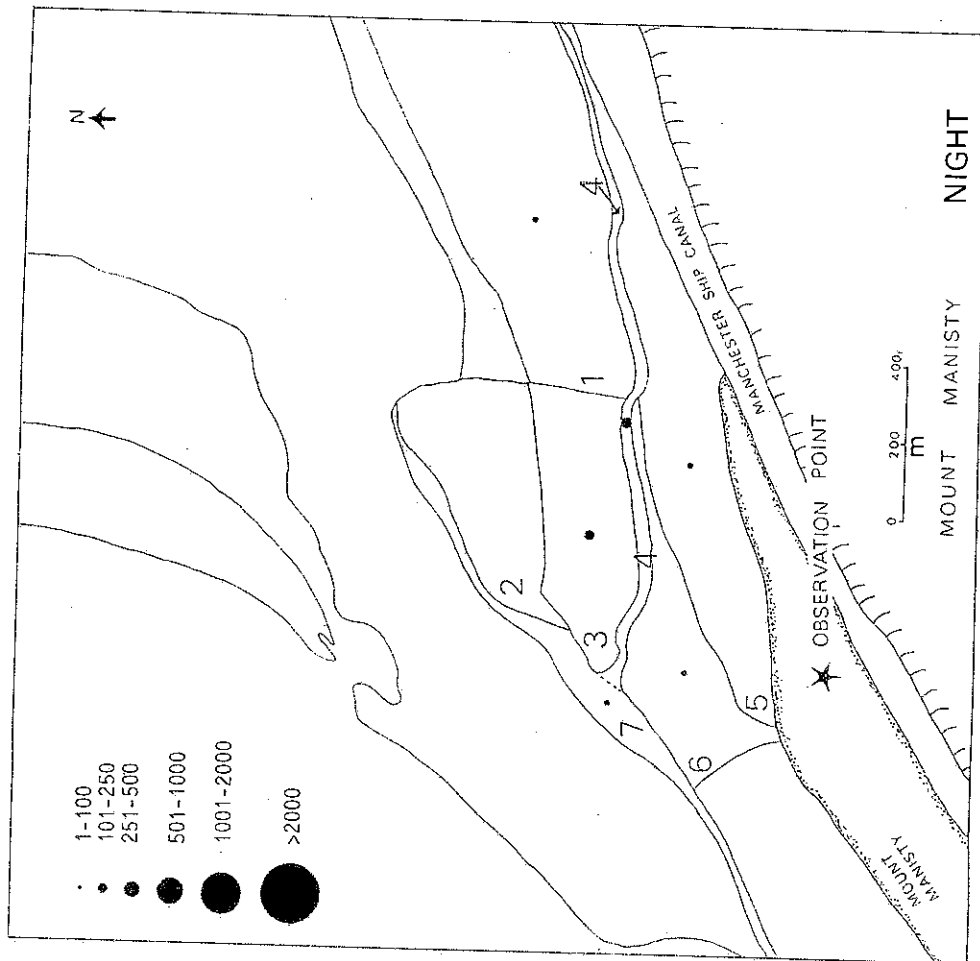 N
1-100
101-250
251-500
501-1000
1001-2000
>2000
1
2
3
4
4
5
6
7
MANCHESTER SHIP CANAL
OBSERVATION POINT
MOUNT
MANISTY
0 200 400
m
MOUNT MANISTY
NIGHT